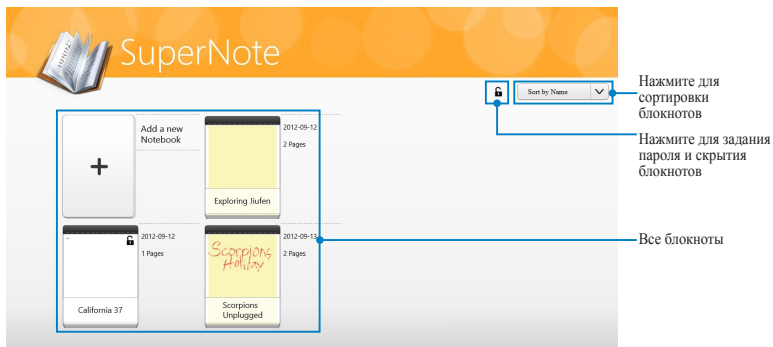 SuperNote
Sort by Name
Нажмите для
сортировки
блокнотов
Нажмите для задания
пароля и скрытия
блокнотов
Add a new
Notebook
2012-09-12
2 Pages
Exploring Jiufen
2012-09-12
1 Pages
California 37
2012-09-13
2 Pages
Scorpions
Holiday
Scorpions
Unplugged
Все блокноты